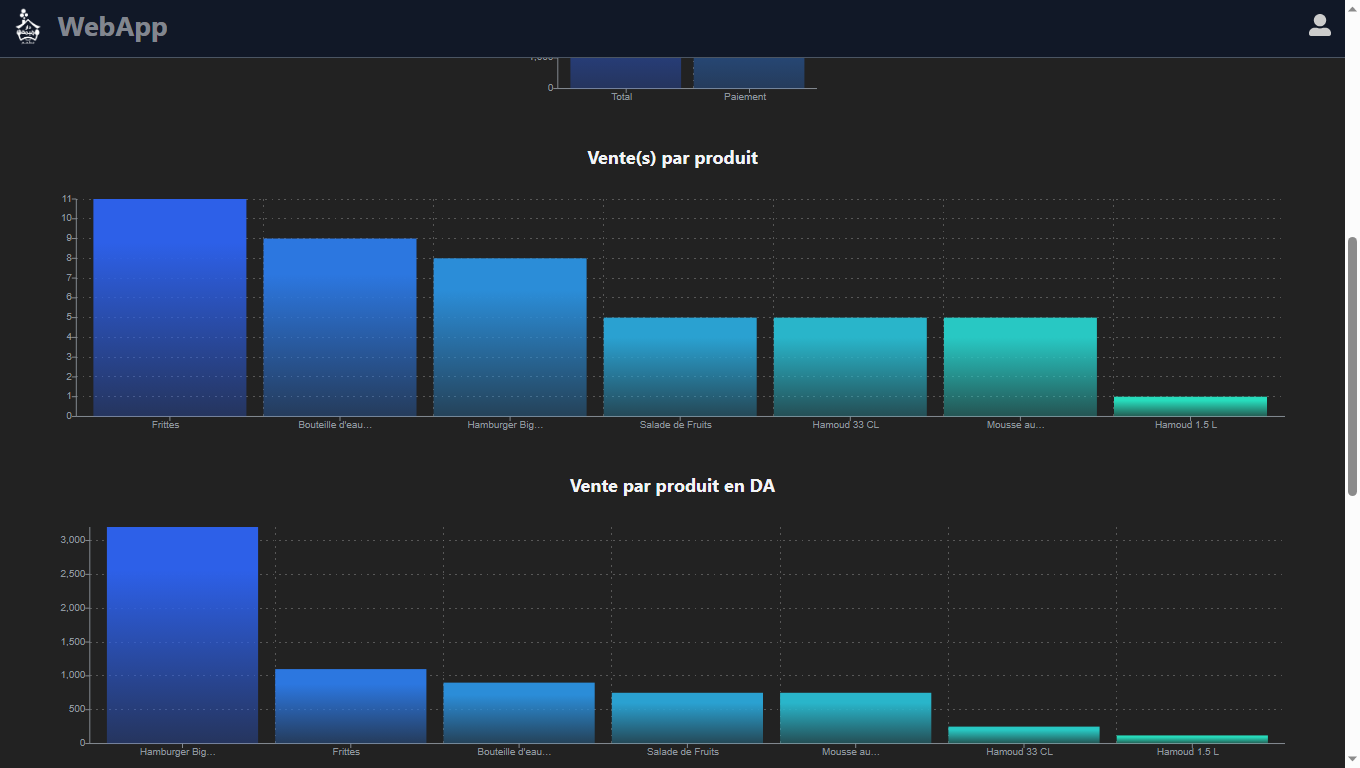 WebApp
0
Total
Paiement
Vente(s) par produit
11
10
9
8
7
6
5
4
3
2
1
0
Frittes
Bouteille d'eau...
Hamburger Big...
Salade de Fruits
Hamoud 33 CL
Mousse au...
Hamoud 1.5 L
Vente par produit en DA
3,000
2,500
2,000
1,500
1,000
500
0
Hamburger Big...
Frittes
Bouteille d'eau...
Salade de Fruits
Mousse au...
Hamoud 33 CL
Hamoud 1.5 L